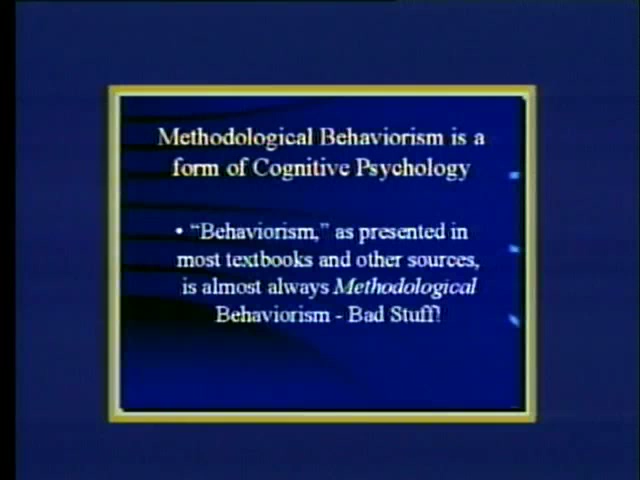 Methodological Behaviorism is a
form of Cognitive Psychology
• “Behaviorism,” as presented in
most textbooks and other sources,
is almost always Methodological
Behaviorism - Bad Stuff!